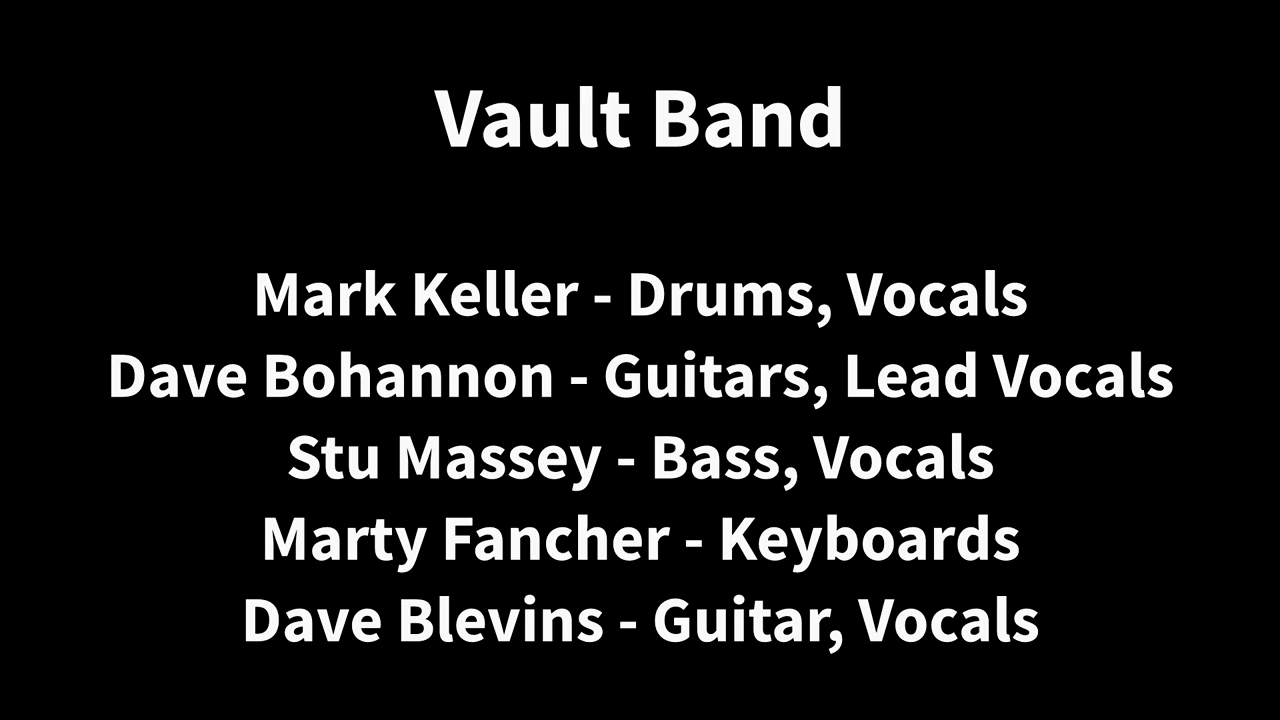 Vault Band
Mark Keller - Drums, Vocals
Dave Bohannon - Guitars, Lead Vocals
Stu Massey - Bass, Vocals
Marty Fancher - Keyboards
Dave Blevins - Guitar, Vocals